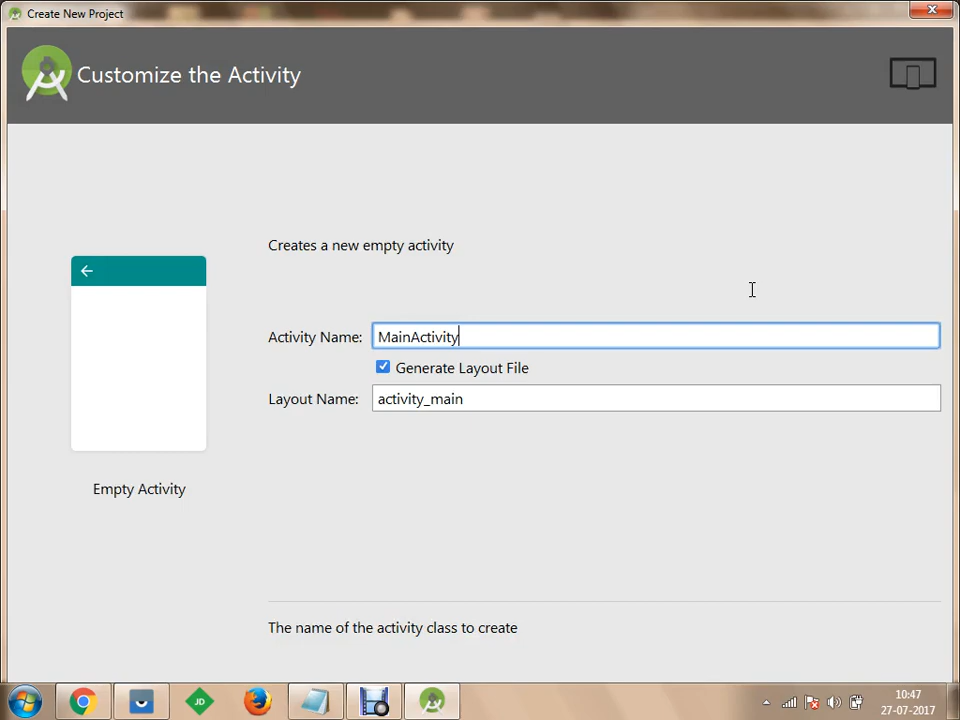 Create New Project
Customize the Activity
Creates a new empty activity
Activity Name: MainActivity
Generate Layout File
Layout Name: activity_main
Empty Activity
The name of the activity class to create
JD
10:47
27-07-2017